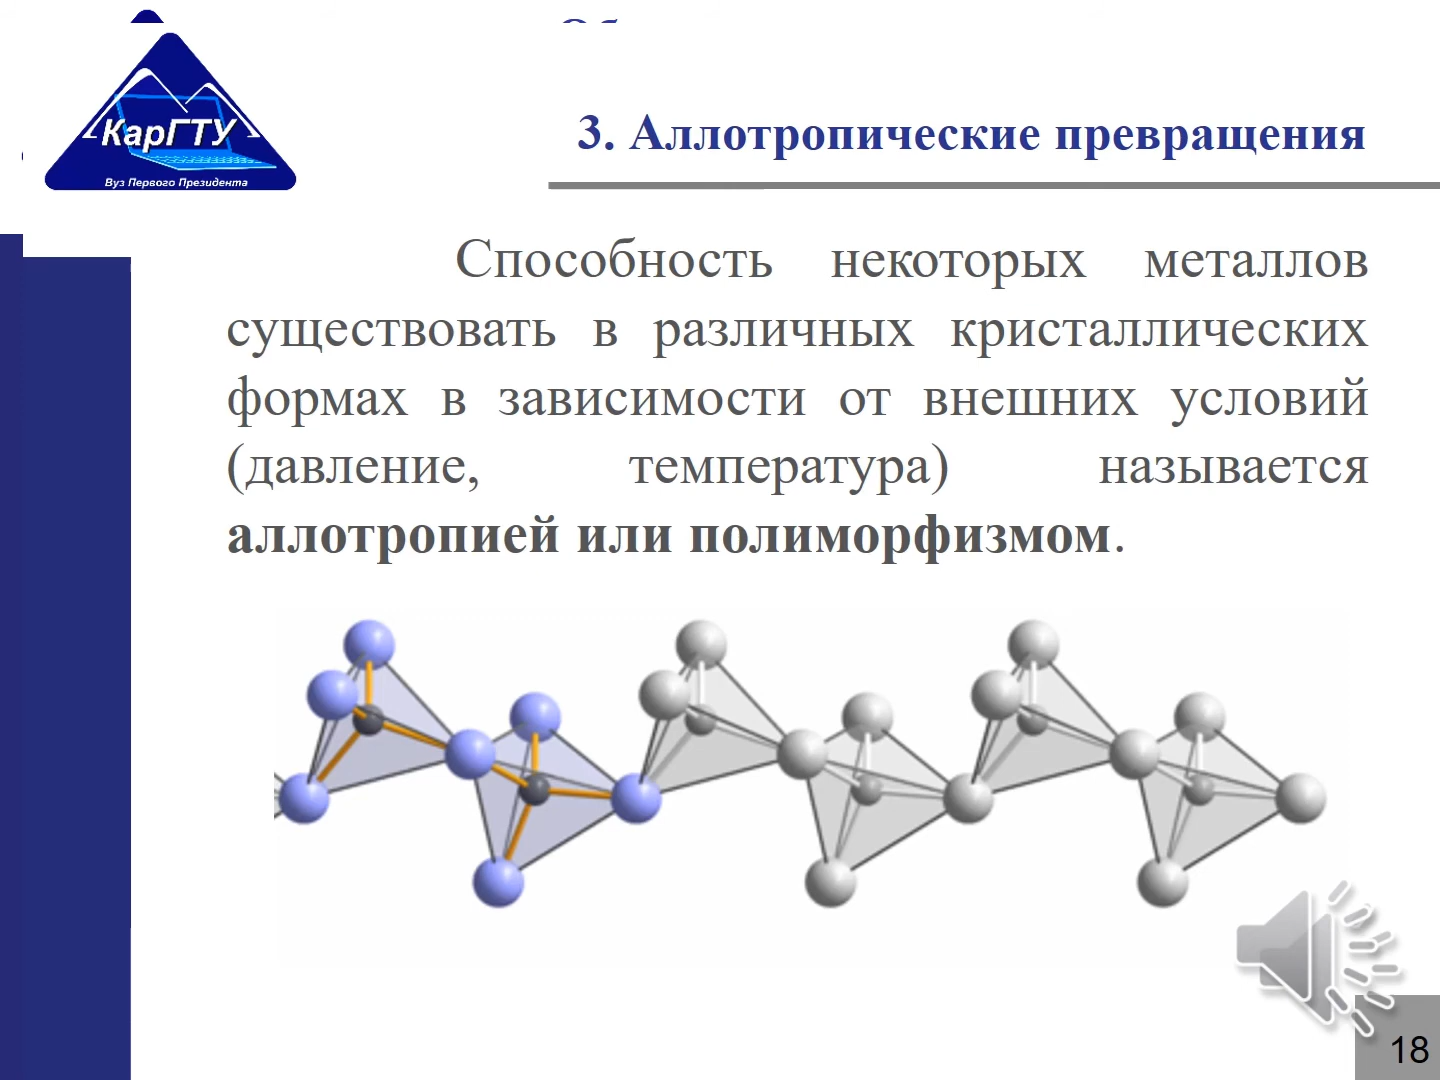 КарГТУ
Вуз Первого Президента
3. Аллотропические превращения
Способность некоторых металлов
существовать в различных кристаллических
формах в зависимости от внешних условий
(давление, температура) называется
аллотропией или полиморфизмом.
18